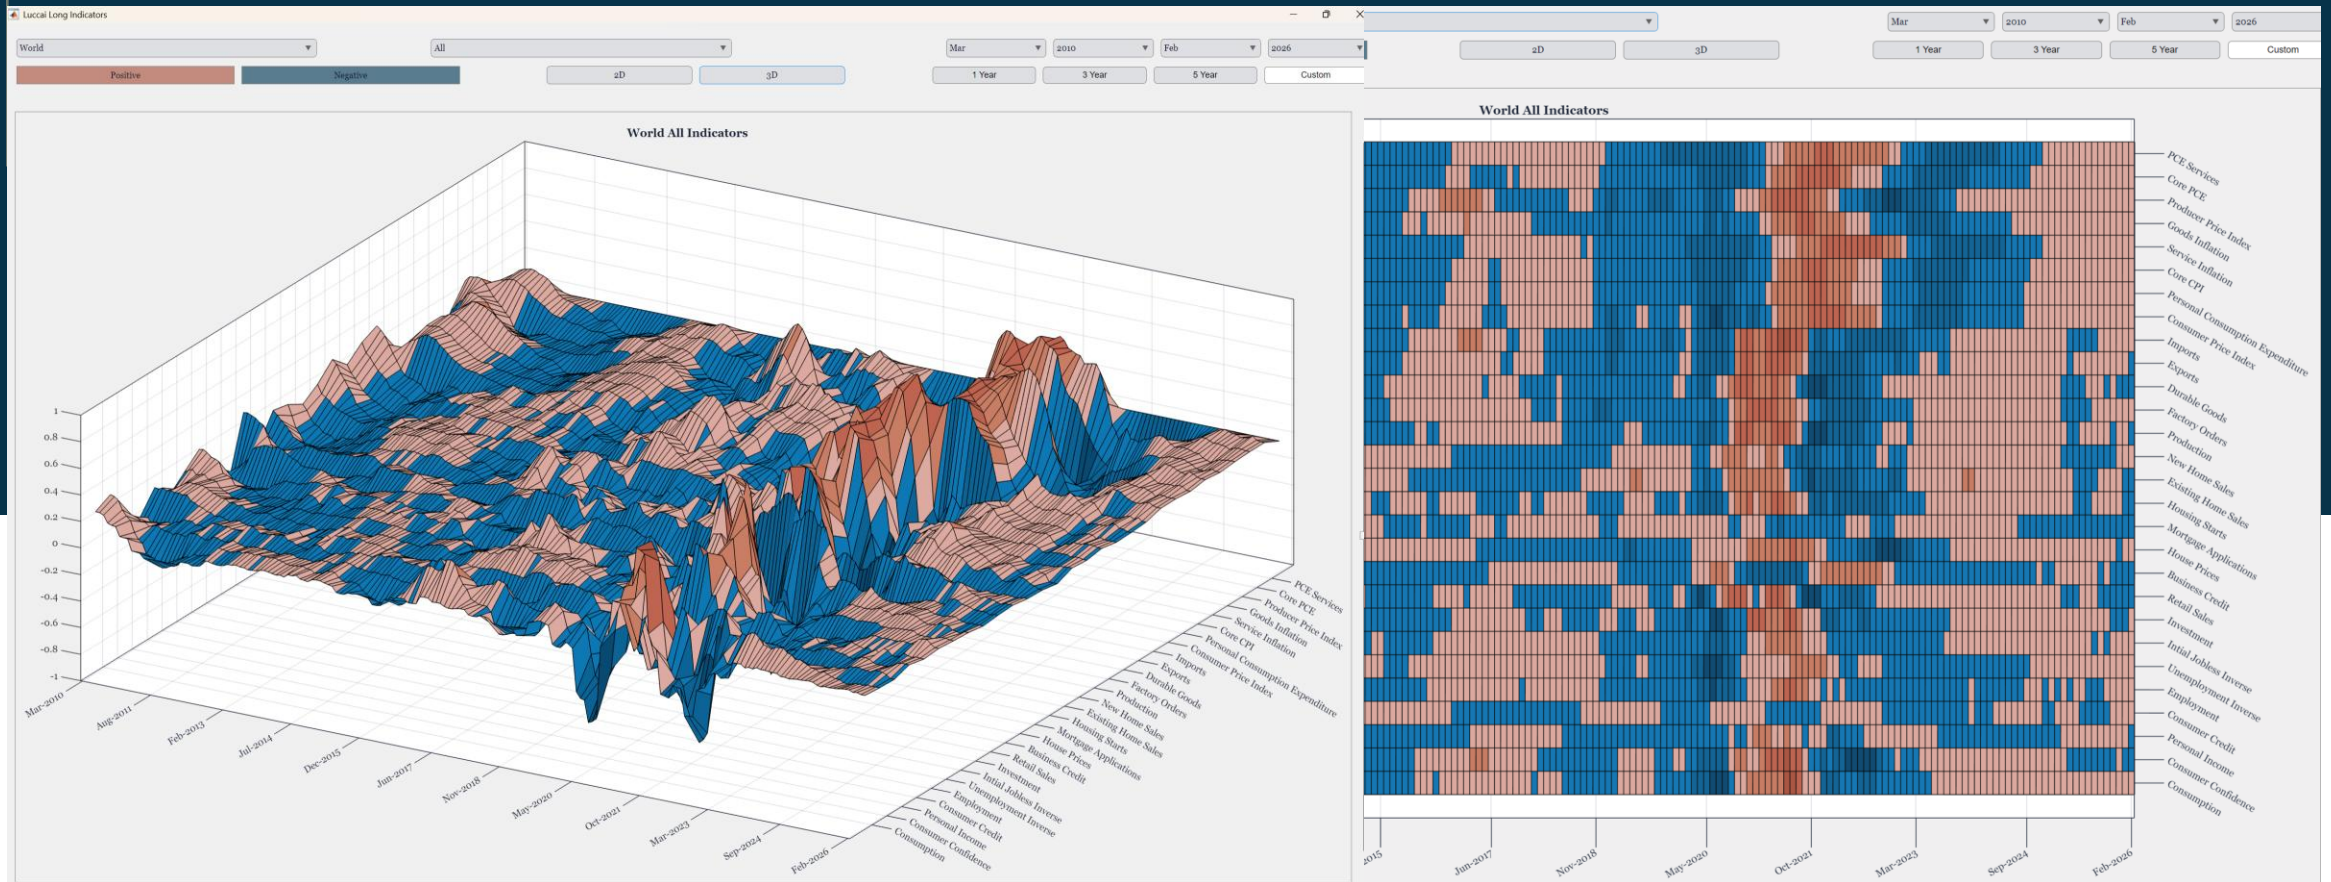 Luccai Long Indicators
World
All
Mar
2010
Feb
2026
Positive
Negative
2D
3D
1 Year
3 Year
5 Year
Custom
World All Indicators
1
0.8
0.6
0.4
0.2
0
-0.2
-0.4
-0.6
-0.8
-1
Mar-2010
Aug-2011
Feb-2013
Jul-2014
Dec-2015
Jun-2017
Nov-2018
May-2020
Oct-2021
Mar-2023
Sep-2024
Feb-2026
PCE Services
Core PCE
Producer Price Index
Goods Inflation
Service Inflation
Core CPI
Personal Consumption Expenditure
Consumer Price Index
Imports
Exports
Durable Goods
Factory Orders
Production
New Home Sales
Existing Home Sales
Housing Starts
Mortgage Applications
House Prices
Business Credit
Retail Sales
Investment
Intial Jobless Inverse
Unemployment Inverse
Employment
Consumer Credit
Personal Income
Consumer Confidence
Consumption
Mar
2010
Feb
2026
2D
3D
1 Year
3 Year
5 Year
Custom
World All Indicators
PCE Services
Core PCE
Producer Price Index
Goods Inflation
Service Inflation
Core CPI
Personal Consumption Expenditure
Consumer Price Index
Imports
Exports
Durable Goods
Factory Orders
Production
New Home Sales
Existing Home Sales
Housing Starts
Mortgage Applications
House Prices
Business Credit
Retail Sales
Investment
Intial Jobless Inverse
Unemployment Inverse
Employment
Consumer Credit
Personal Income
Consumer Confidence
Consumption
2015
Jun-2017
Nov-2018
May-2020
Oct-2021
Mar-2023
Sep-2024
Feb-2026